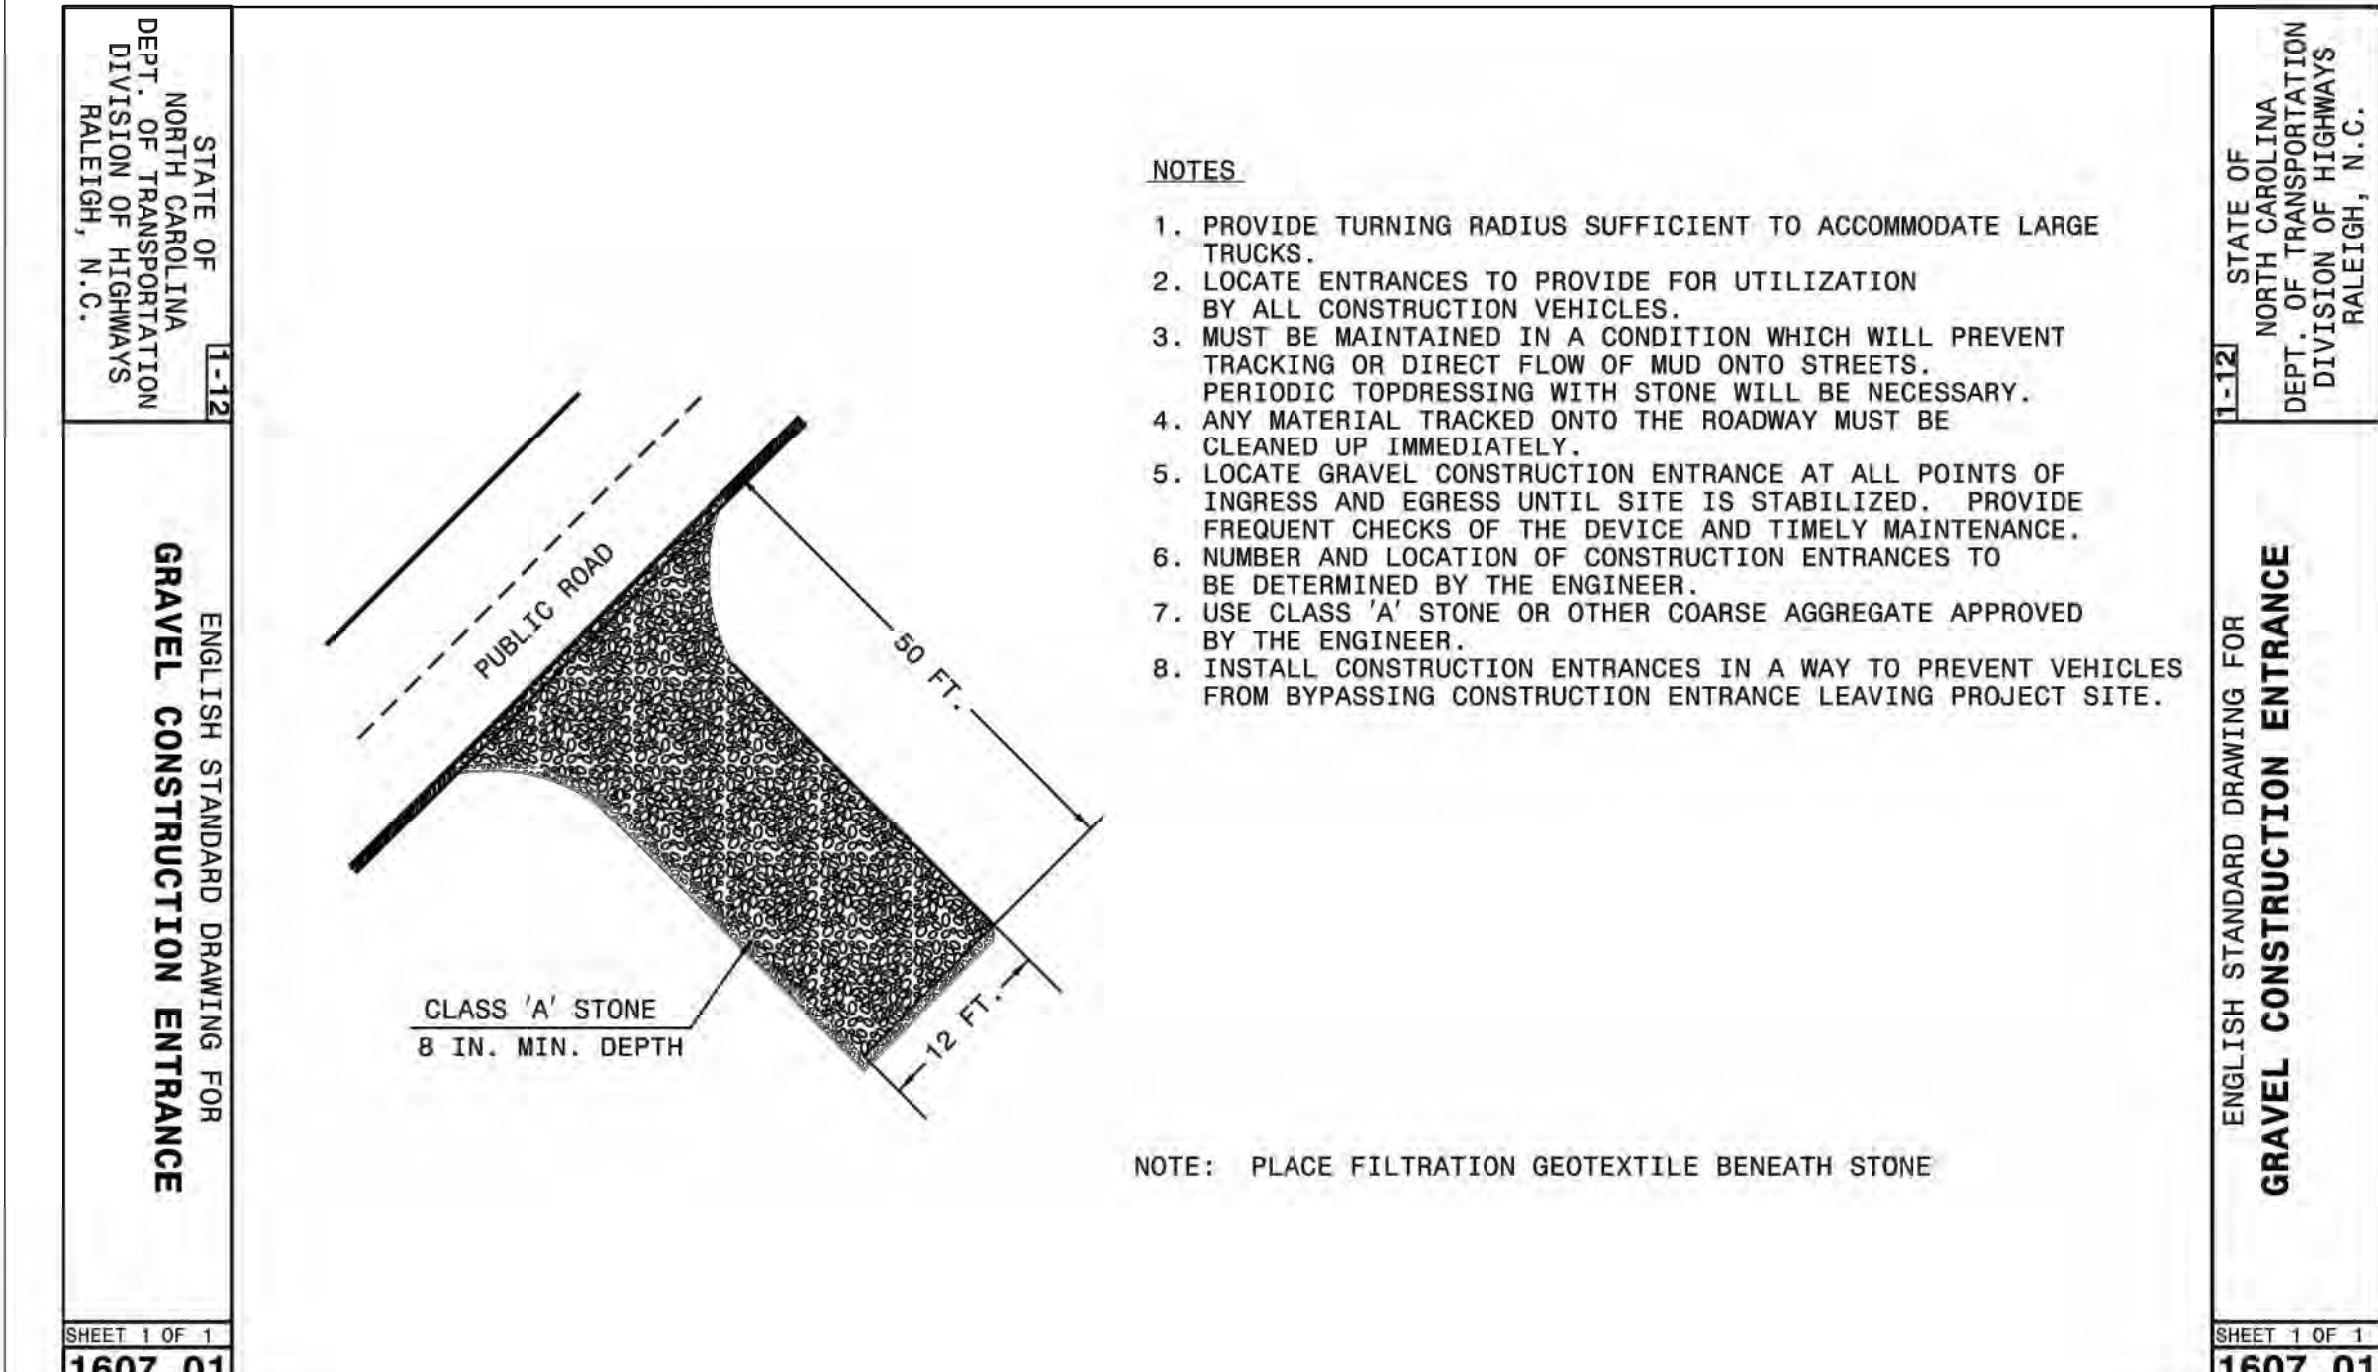 STATE OF
NORTH CAROLINA
DEPT. OF TRANSPORTATION
DIVISION OF HIGHWAYS
RALEIGH, N.C.
1-12
ENGLISH STANDARD DRAWING FOR
GRAVEL CONSTRUCTION ENTRANCE
SHEET 1 OF 1
1607.01
PUBLIC ROAD
50 FT.
12 FT.
CLASS 'A' STONE
8 IN. MIN. DEPTH
NOTES
1. PROVIDE TURNING RADIUS SUFFICIENT TO ACCOMMODATE LARGE
TRUCKS.
2. LOCATE ENTRANCES TO PROVIDE FOR UTILIZATION
BY ALL CONSTRUCTION VEHICLES.
3. MUST BE MAINTAINED IN A CONDITION WHICH WILL PREVENT
TRACKING OR DIRECT FLOW OF MUD ONTO STREETS.
PERIODIC TOPDRESSING WITH STONE WILL BE NECESSARY.
4. ANY MATERIAL TRACKED ONTO THE ROADWAY MUST BE
CLEANED UP IMMEDIATELY.
5. LOCATE GRAVEL CONSTRUCTION ENTRANCE AT ALL POINTS OF
INGRESS AND EGRESS UNTIL SITE IS STABILIZED. PROVIDE
FREQUENT CHECKS OF THE DEVICE AND TIMELY MAINTENANCE.
6. NUMBER AND LOCATION OF CONSTRUCTION ENTRANCES TO
BE DETERMINED BY THE ENGINEER.
7. USE CLASS 'A' STONE OR OTHER COARSE AGGREGATE APPROVED
BY THE ENGINEER.
8. INSTALL CONSTRUCTION ENTRANCES IN A WAY TO PREVENT VEHICLES
FROM BYPASSING CONSTRUCTION ENTRANCE LEAVING PROJECT SITE.
NOTE: PLACE FILTRATION GEOTEXTILE BENEATH STONE
STATE OF
NORTH CAROLINA
DEPT. OF TRANSPORTATION
DIVISION OF HIGHWAYS
RALEIGH, N.C.
1-12
ENGLISH STANDARD DRAWING FOR
GRAVEL CONSTRUCTION ENTRANCE
SHEET 1 OF 1
1607.01